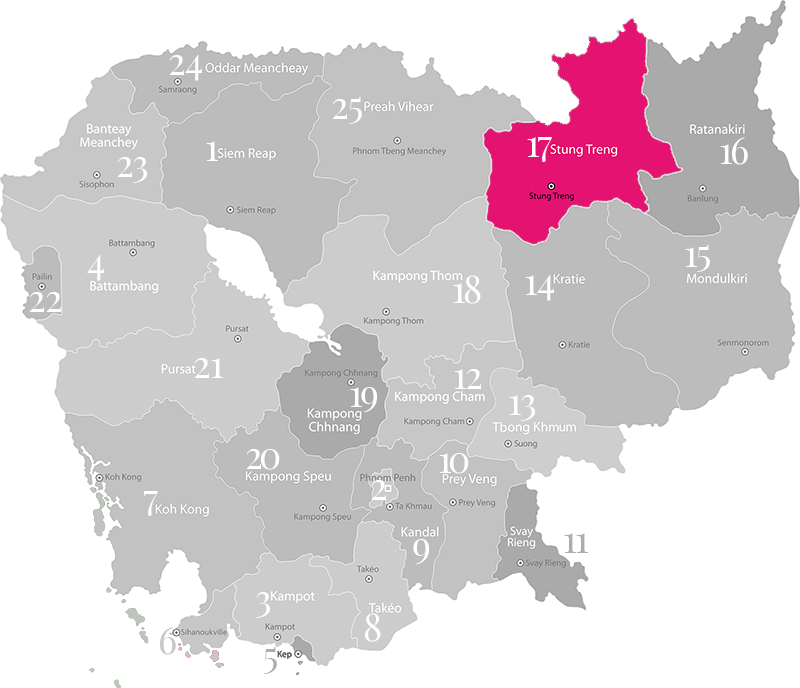 24 Oddar Meancheay
Samraong
25 Preah Vihear
Phnom Tbeng Meanchey
Banteay
Meanchey
23
Sisophon
1 Siem Reap
Siem Reap
17 Stung Treng
Stung Treng
Ratanakiri
16
Banlung
Battambang
4
Battambang
Pailin
22
Kampong Thom
18
Kampong Thom
14 Kratie
Kratie
15
Mondulkiri
Senmonorom
Pursat
Pursat 21
Kampong Chhnang
19
Kampong
Chhnang
12
Kampong Cham
Kampong Cham
13
Tbong Khmum
Suong
20
Kampong Speu
Kampong Speu
Phnom Penh
2
Ta Khmau
Kandal
9
10
Prey Veng
Prey Veng
Svay
Rieng
11
Svay Rieng
Koh Kong
7 Koh Kong
Takéo
Takéo
8
3 Kampot
Kampot
6 Sihanoukville
5 Kep